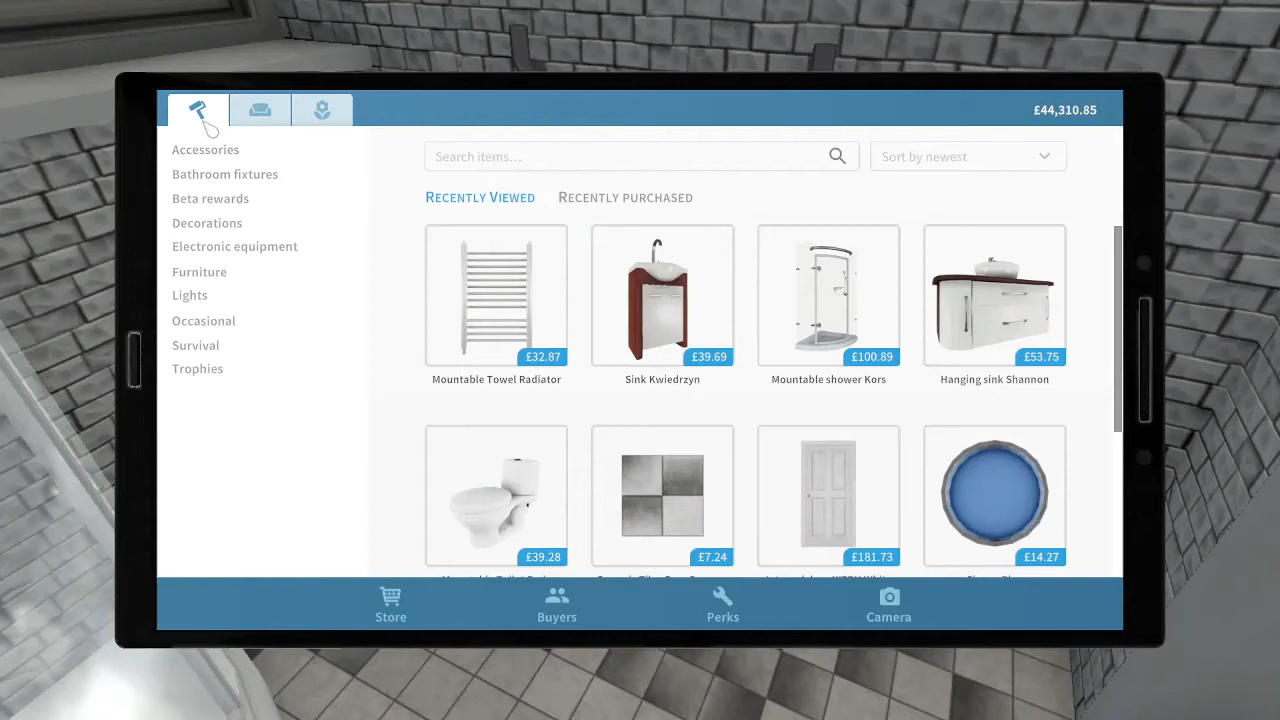 £44,310.85
Accessories
Bathroom fixtures
Beta rewards
Decorations
Electronic equipment
Furniture
Lights
Occasional
Survival
Trophies
Search items...
Sort by newest
RECENTLY VIEWED
RECENTLY PURCHASED
£32.87
£39.69
£100.89
£53.75
Mountable Towel Radiator
Sink Kwiedrzyn
Mountable shower Kors
Hanging sink Shannon
£39.28
£7.24
£181.73
£14.27
Store
Buyers
Perks
Camera